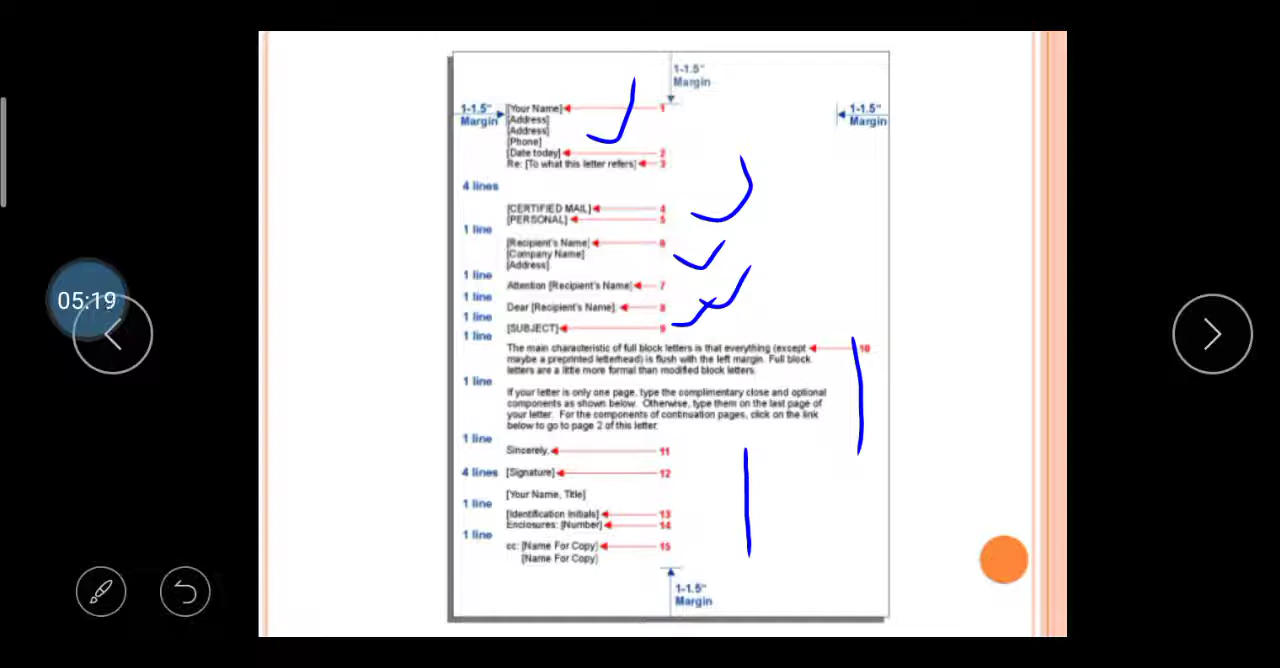 1-1.5"
Margin
1-1.5"
Margin
[Your Name] 1
[Address]
[Address]
[Phone]
1-1.5"
Margin
[Date today] 2
Re: [To what this letter refers] 3
4 lines
[CERTIFIED MAIL] 4
[PERSONAL] 5
1 line
[Recipient's Name] 6
[Company Name]
[Address]
1 line
Attention [Recipient's Name] 7
1 line
Dear [Recipient's Name]: 8
1 line
[SUBJECT] 9
1 line
The main characteristic of full block letters is that everything (except 10
maybe a preprinted letterhead) is flush with the left margin. Full block
letters are a little more formal than modified block letters.
1 line
If your letter is only one page, type the complimentary close and optional
components as shown below. Otherwise, type them on the last page of
your letter. For the components of continuation pages, click on the link
below to go to page 2 of this letter.
1 line
Sincerely, 11
4 lines [Signature] 12
[Your Name, Title]
1 line
[Identification Initials] 13
Enclosures: [Number] 14
1 line
cc: [Name For Copy] 15
[Name For Copy]
1-1.5"
Margin
05:19